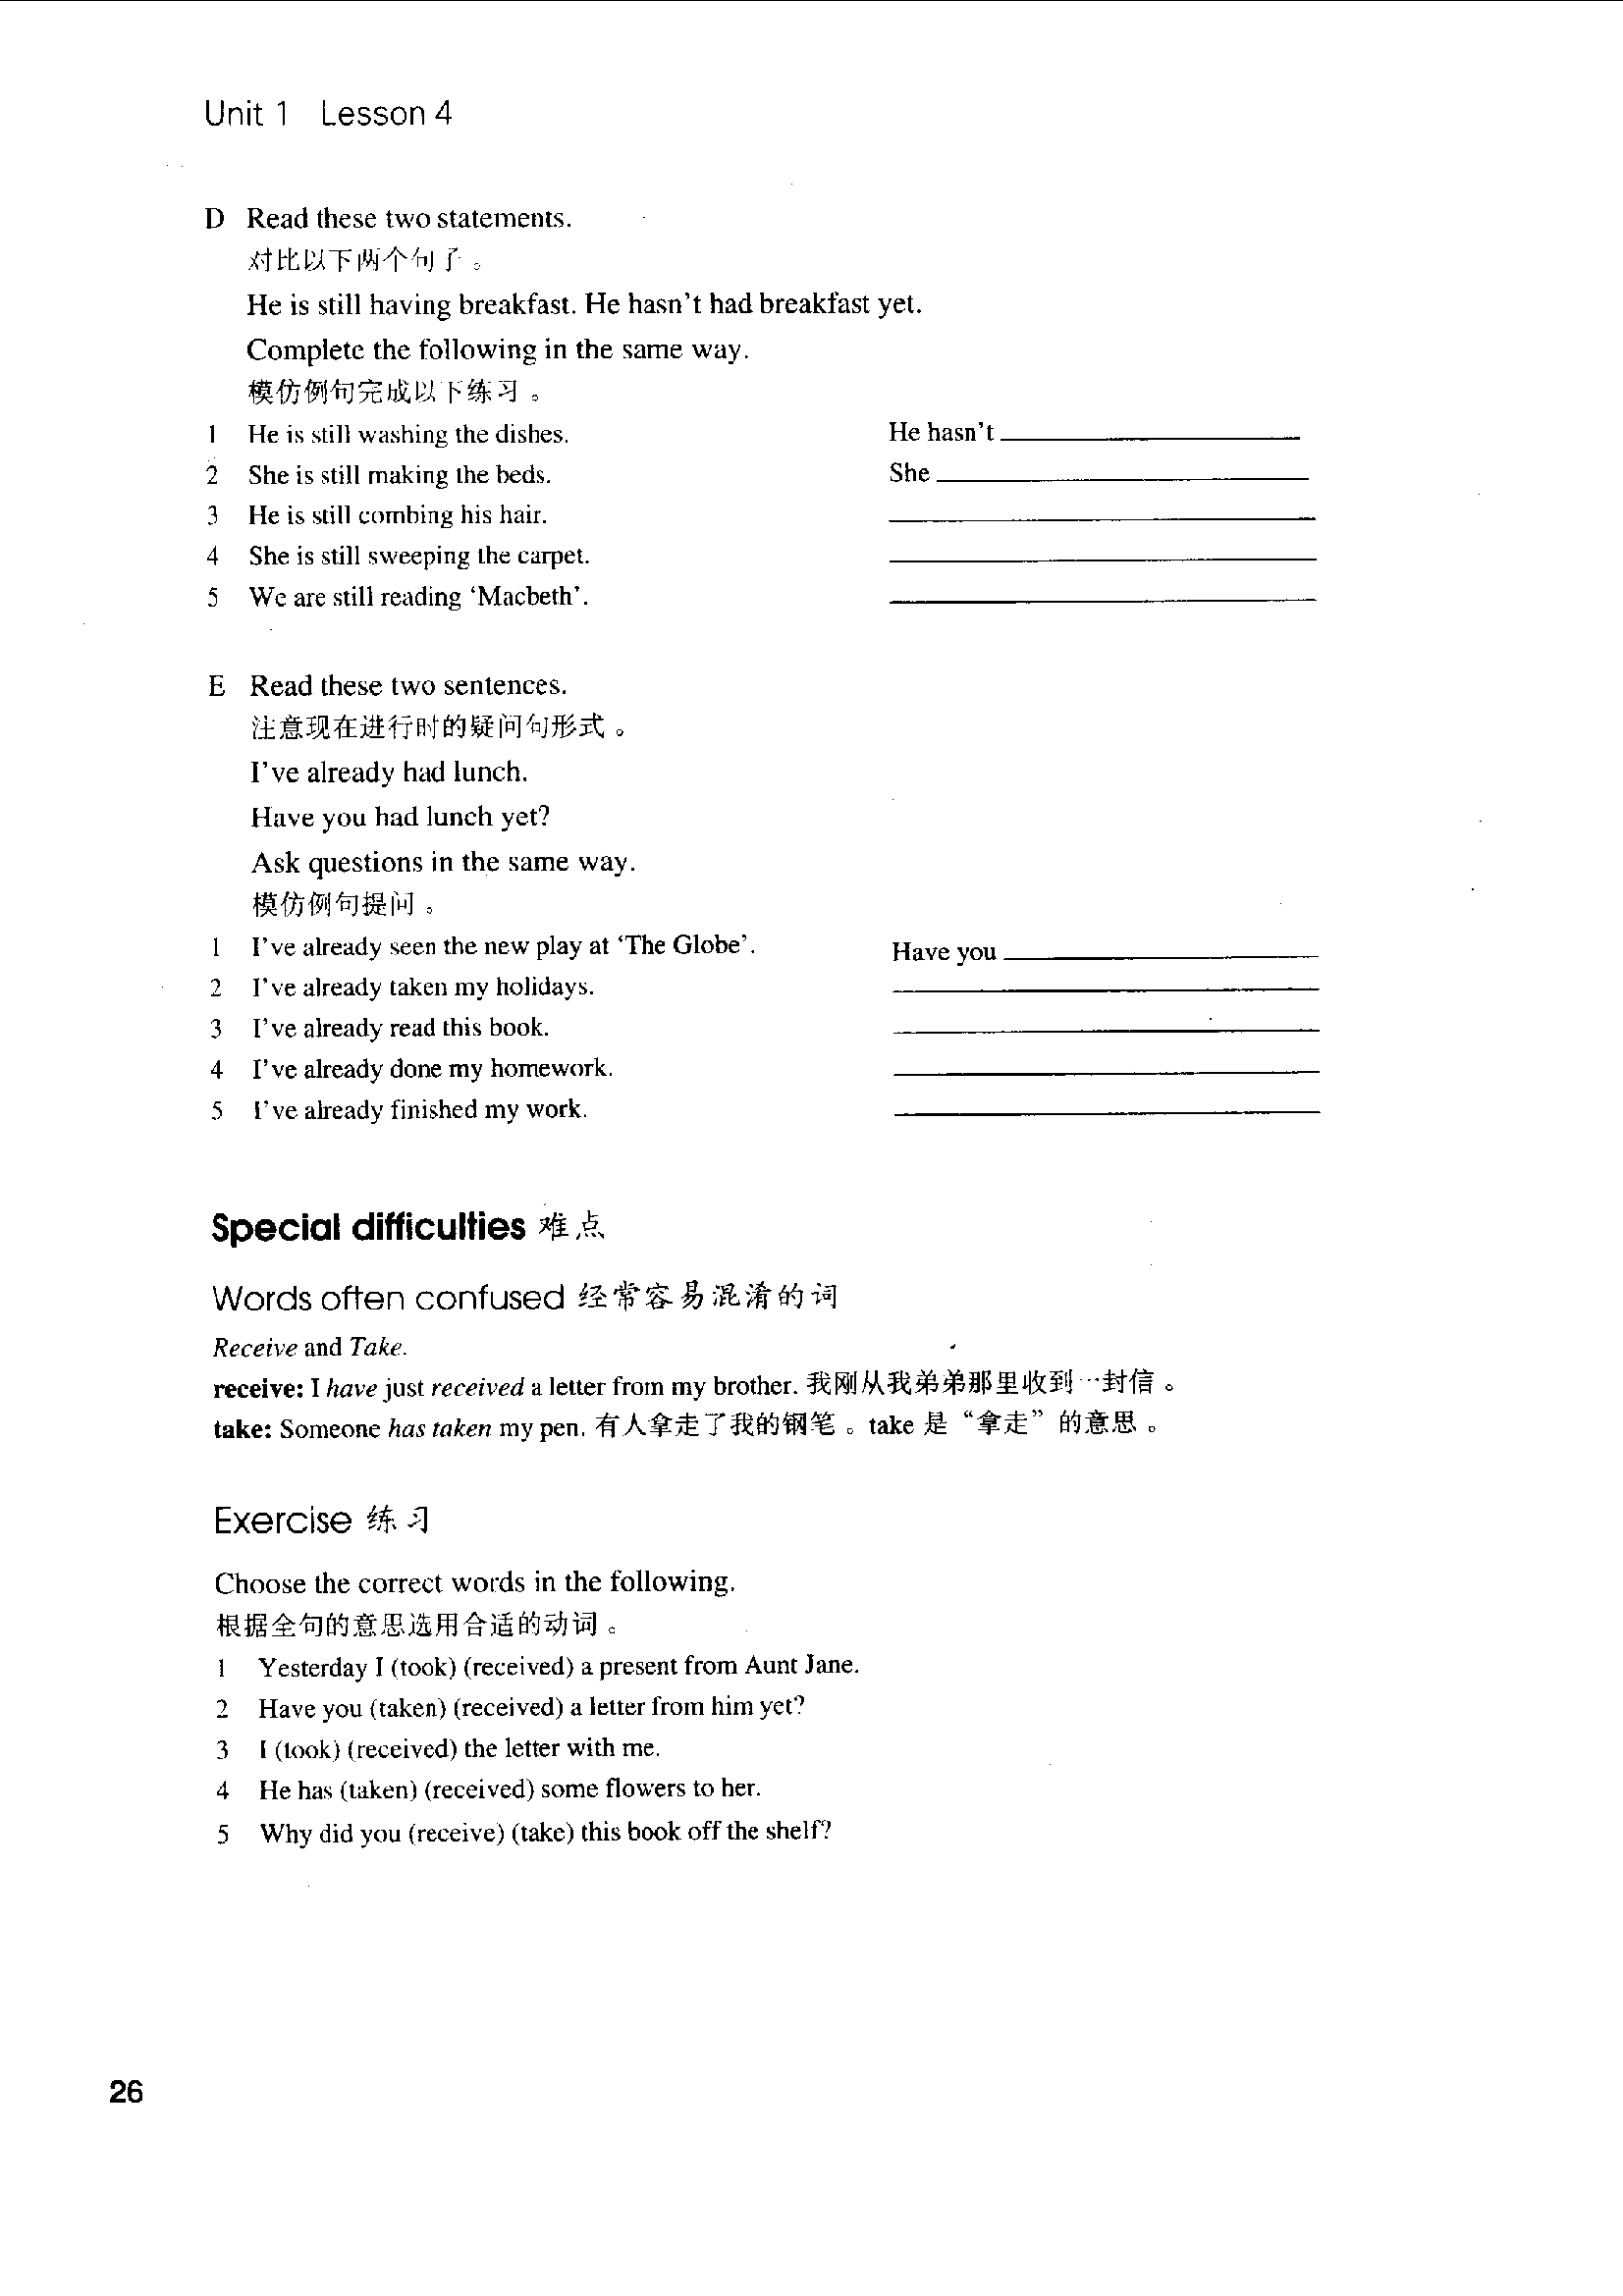 Unit 1 Lesson 4
D Read these two statements.
对比以下两个句子。
He is still having breakfast. He hasn't had breakfast yet.
Complete the following in the same way.
模仿例句完成以下练习。
1 He is still washing the dishes. He hasn't ____
2 She is still making the beds. She ____
3 He is still combing his hair. ____
4 She is still sweeping the carpet. ____
5 We are still reading ‘Macbeth’. ____
E Read these two sentences.
注意现在进行时的疑问句形式。
I've already had lunch.
Have you had lunch yet?
Ask questions in the same way.
模仿例句提问。
1 I've already seen the new play at ‘The Globe’. Have you ____
2 I've already taken my holidays. ____
3 I've already read this book. ____
4 I've already done my homework. ____
5 I've already finished my work. ____
Special difficulties 难点
Words often confused 经常容易混淆的词
Receive and Take.
receive: I have just received a letter from my brother. 我刚从我弟弟那里收到一封信。
take: Someone has taken my pen. 有人拿走了我的钢笔。take 是“拿走”的意思。
Exercise 练习
Choose the correct words in the following.
根据全句的意思选用合适的动词。
1 Yesterday I (took) (received) a present from Aunt Jane.
2 Have you (taken) (received) a letter from him yet?
3 I (took) (received) the letter with me.
4 He has (taken) (received) some flowers to her.
5 Why did you (receive) (take) this book off the shelf?
26